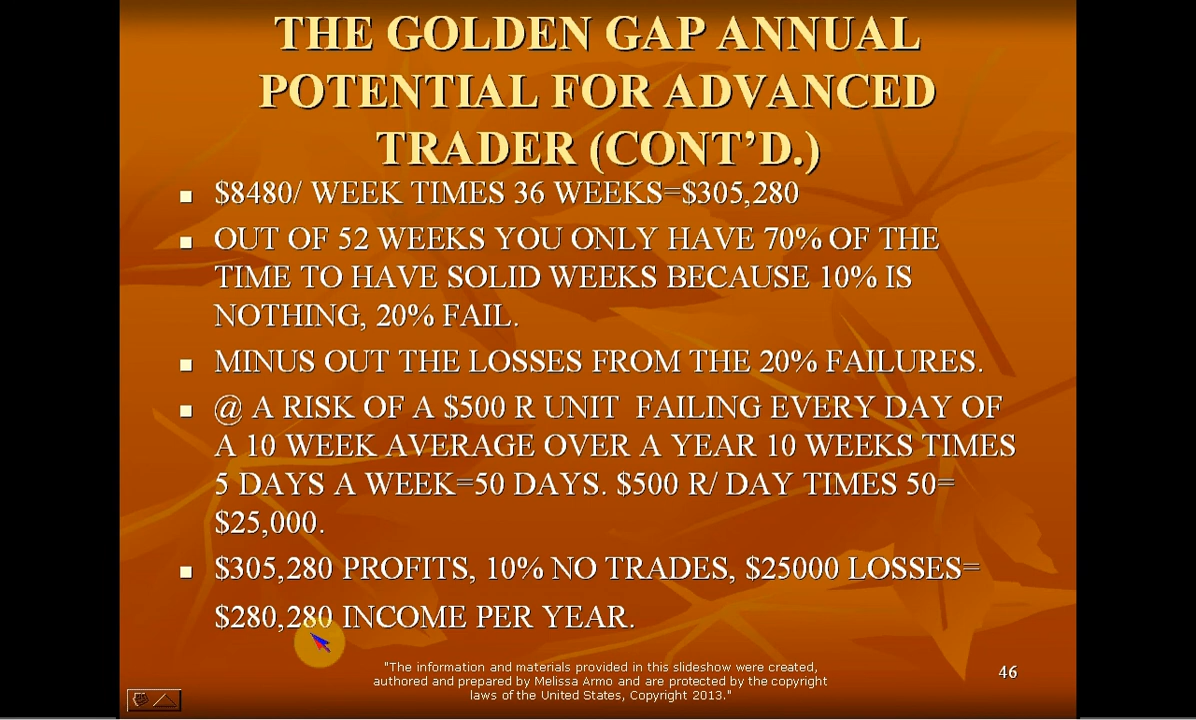 THE GOLDEN GAP ANNUAL
POTENTIAL FOR ADVANCED
TRADER (CONT’D.)
$8480/ WEEK TIMES 36 WEEKS=$305,280
OUT OF 52 WEEKS YOU ONLY HAVE 70% OF THE
TIME TO HAVE SOLID WEEKS BECAUSE 10% IS
NOTHING, 20% FAIL.
MINUS OUT THE LOSSES FROM THE 20% FAILURES.
@ A RISK OF A $500 R UNIT FAILING EVERY DAY OF
A 10 WEEK AVERAGE OVER A YEAR 10 WEEKS TIMES
5 DAYS A WEEK=50 DAYS. $500 R/ DAY TIMES 50=
$25,000.
$305,280 PROFITS, 10% NO TRADES, $25000 LOSSES=
$280,280 INCOME PER YEAR.
"The information and materials provided in this slideshow were created,
authored and prepared by Melissa Armo and are protected by the copyright
laws of the United States, Copyright 2013."
46